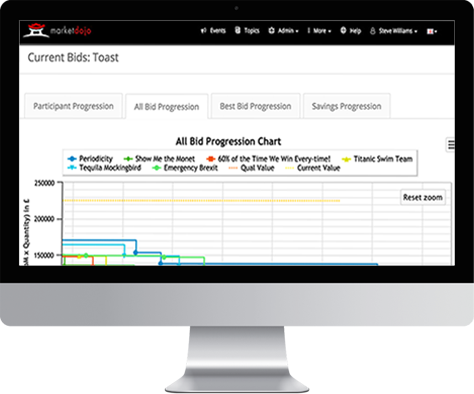 marketdojo Events Topics Admin More Help Steve Williams
Current Bids: Toast
Participant Progression All Bid Progression Best Bid Progression Savings Progression
All Bid Progression Chart
Periodicity Show Me the Monet 60% of the Time We Win Every-time! Titanic Swim Team
Tequila Mockingbird Emergency Brexit Qual Value Current Value
Reset zoom
250000
200000
150000
x Quantity) in £